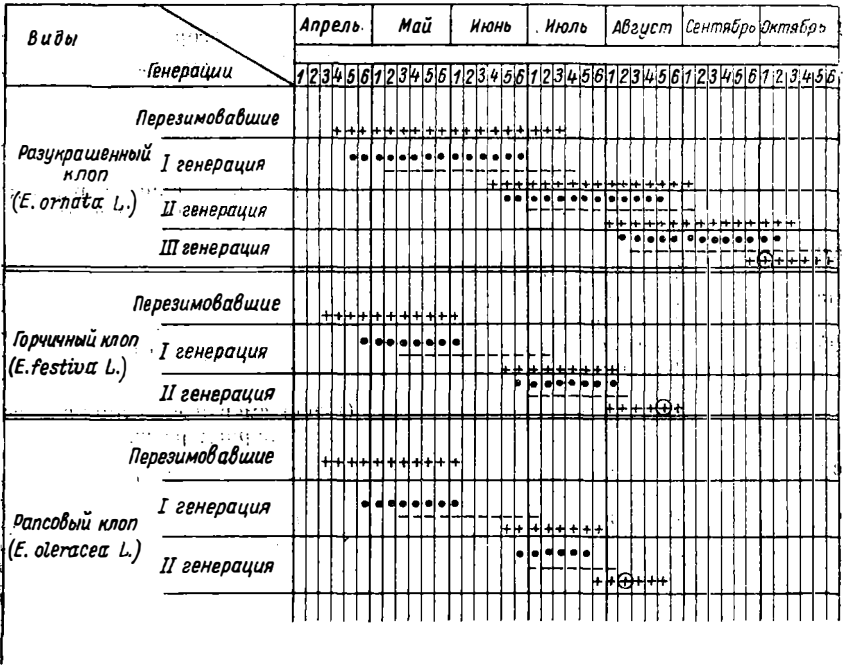 Виды
Генерации
Апрель Май Июнь Июль Август Сентябрь Октябрь
1 2 3 4 5 6 1 2 3 4 5 6 1 2 3 4 5 6 1 2 3 4 5 6 1 2 3 4 5 6 1 2 3 4 5 6 1 2 3 4 5 6
Разукрашенный
клоп
(E. ornata L.)
Перезимовавшие
I генерация
II генерация
III генерация
Горчичный клоп
(E. festiva L.)
Перезимовавшие
I генерация
II генерация
Рапсовый клоп
(E. oleracea L.)
Перезимовавшие
I генерация
II генерация